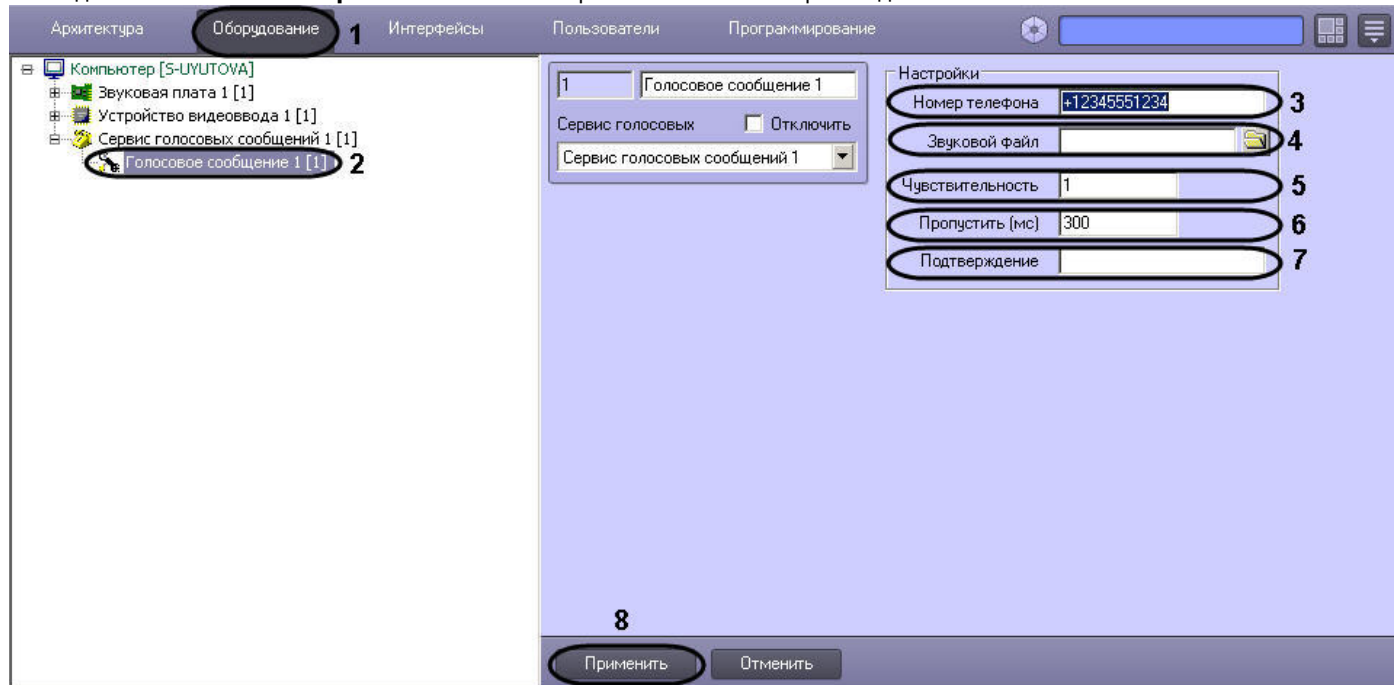 Архитектура Оборудование 1 Интерфейсы Пользователи Программирование
Компьютер [S-UYUTOVA]
Звуковая плата 1 [1]
Устройство видеоввода 1 [1]
Сервис голосовых сообщений 1 [1]
Голосовое сообщение 1 [1] 2
1 Голосовое сообщение 1
Сервис голосовых Отключить
Сервис голосовых сообщений 1
Настройки
Номер телефона +12345551234 3
Звуковой файл 4
Чувствительность 1 5
Пропустить (мс) 300 6
Подтверждение 7
8
Применить Отменить